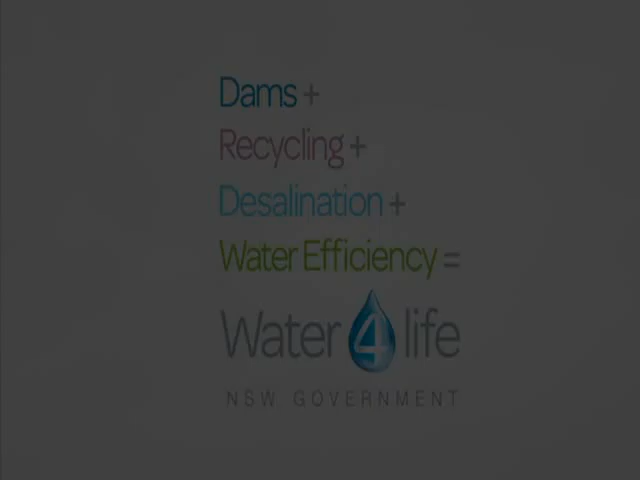 Dams +
Recycling +
Desalination +
Water Efficiency =
Water 4 life
NSW GOVERNMENT